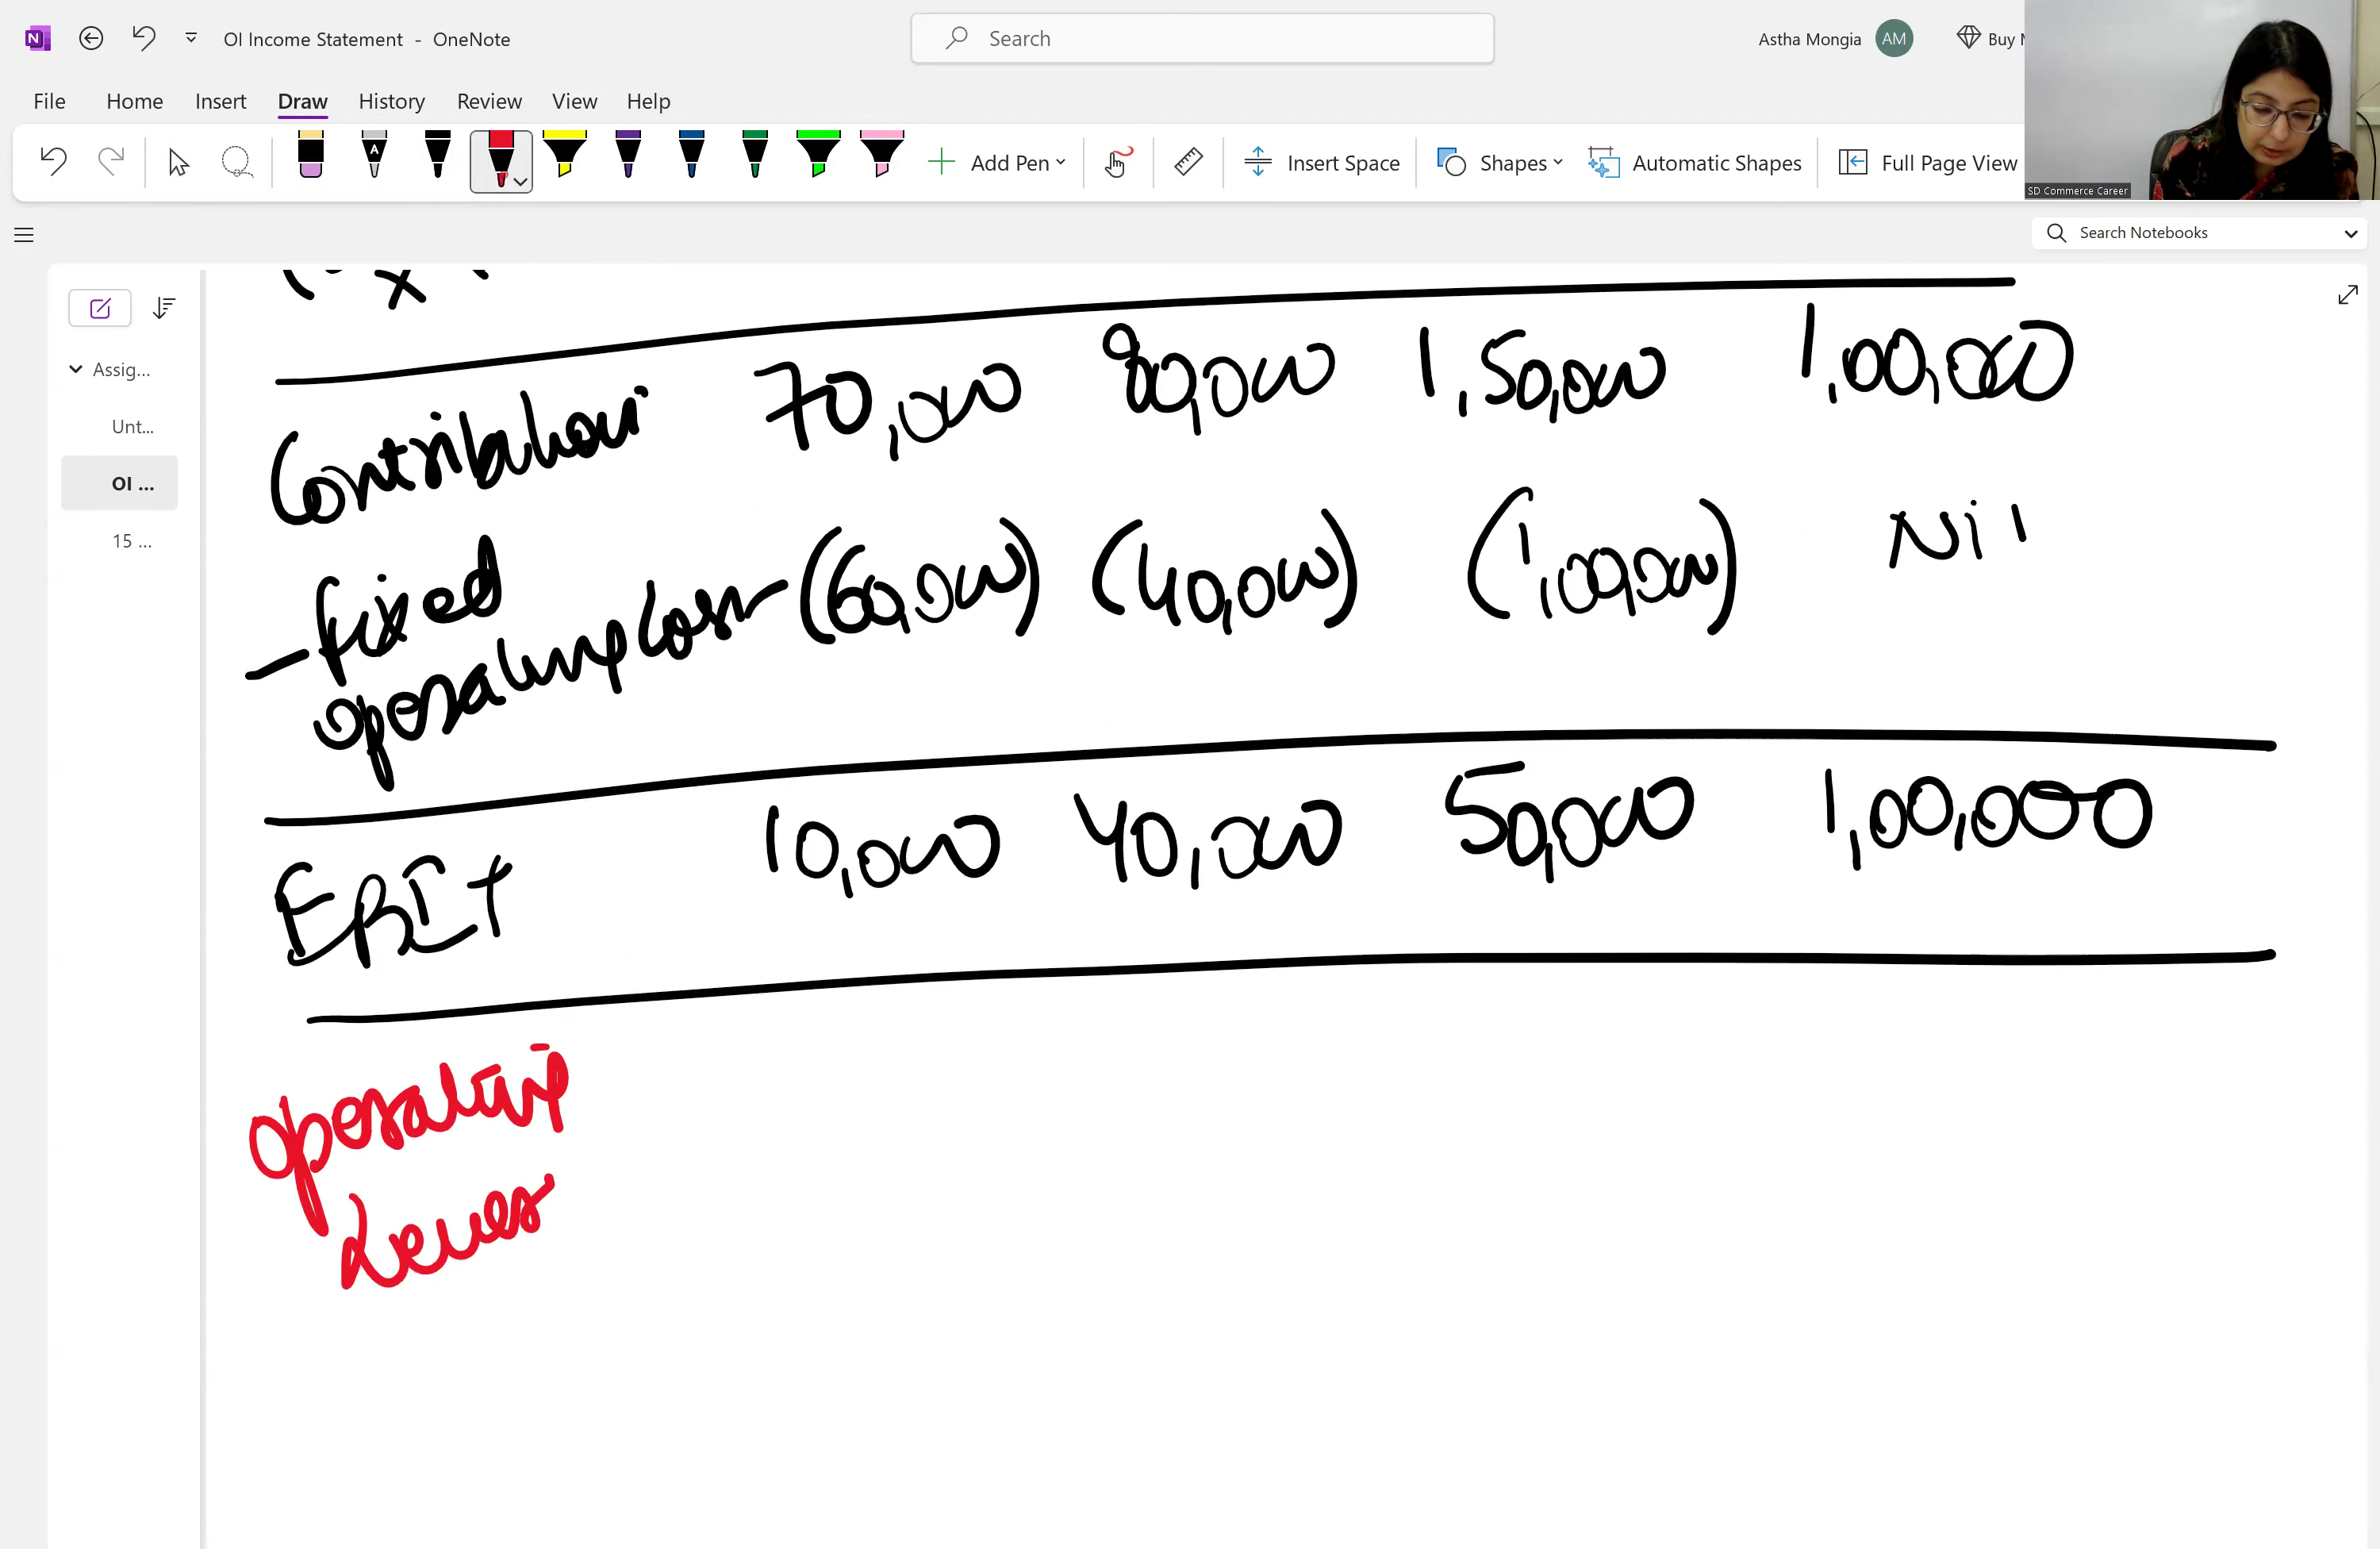 OI Income Statement - OneNote
Search
Astha Mongia AM Buy
File Home Insert Draw History Review View Help
Add Pen Insert Space Shapes Automatic Shapes Full Page View
SD Commerce Career
Search Notebooks
Assig...
Unt...
OI ...
15 ...
Contribution 70,000 80,000 1,50,000 1,00,000
- fixed
operating cost (60,000) (40,000) (1,00,000) Nil
EBIT 10,000 40,000 50,000 1,00,000
operating
Lever